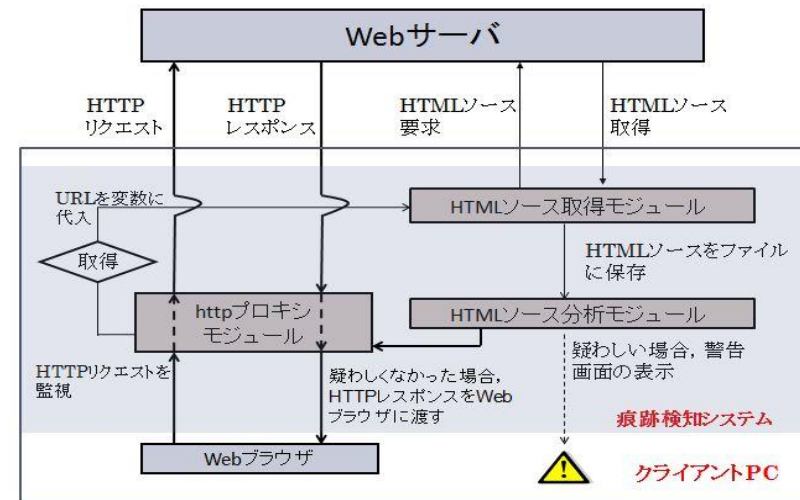 Webサーバ
HTTP
リクエスト
HTTP
レスポンス
HTMLソース
要求
HTMLソース
取得
URLを変数に
代入
HTMLソース取得モジュール
取得
HTMLソースをファイル
に保存
httpプロキシ
モジュール
HTMLソース分析モジュール
HTTPリクエストを
監視
疑わしくなかった場合,
HTTPレスポンスをWeb
ブラウザに渡す
疑わしい場合, 警告
画面の表示
痕跡検知システム
Webブラウザ
!
クライアントPC